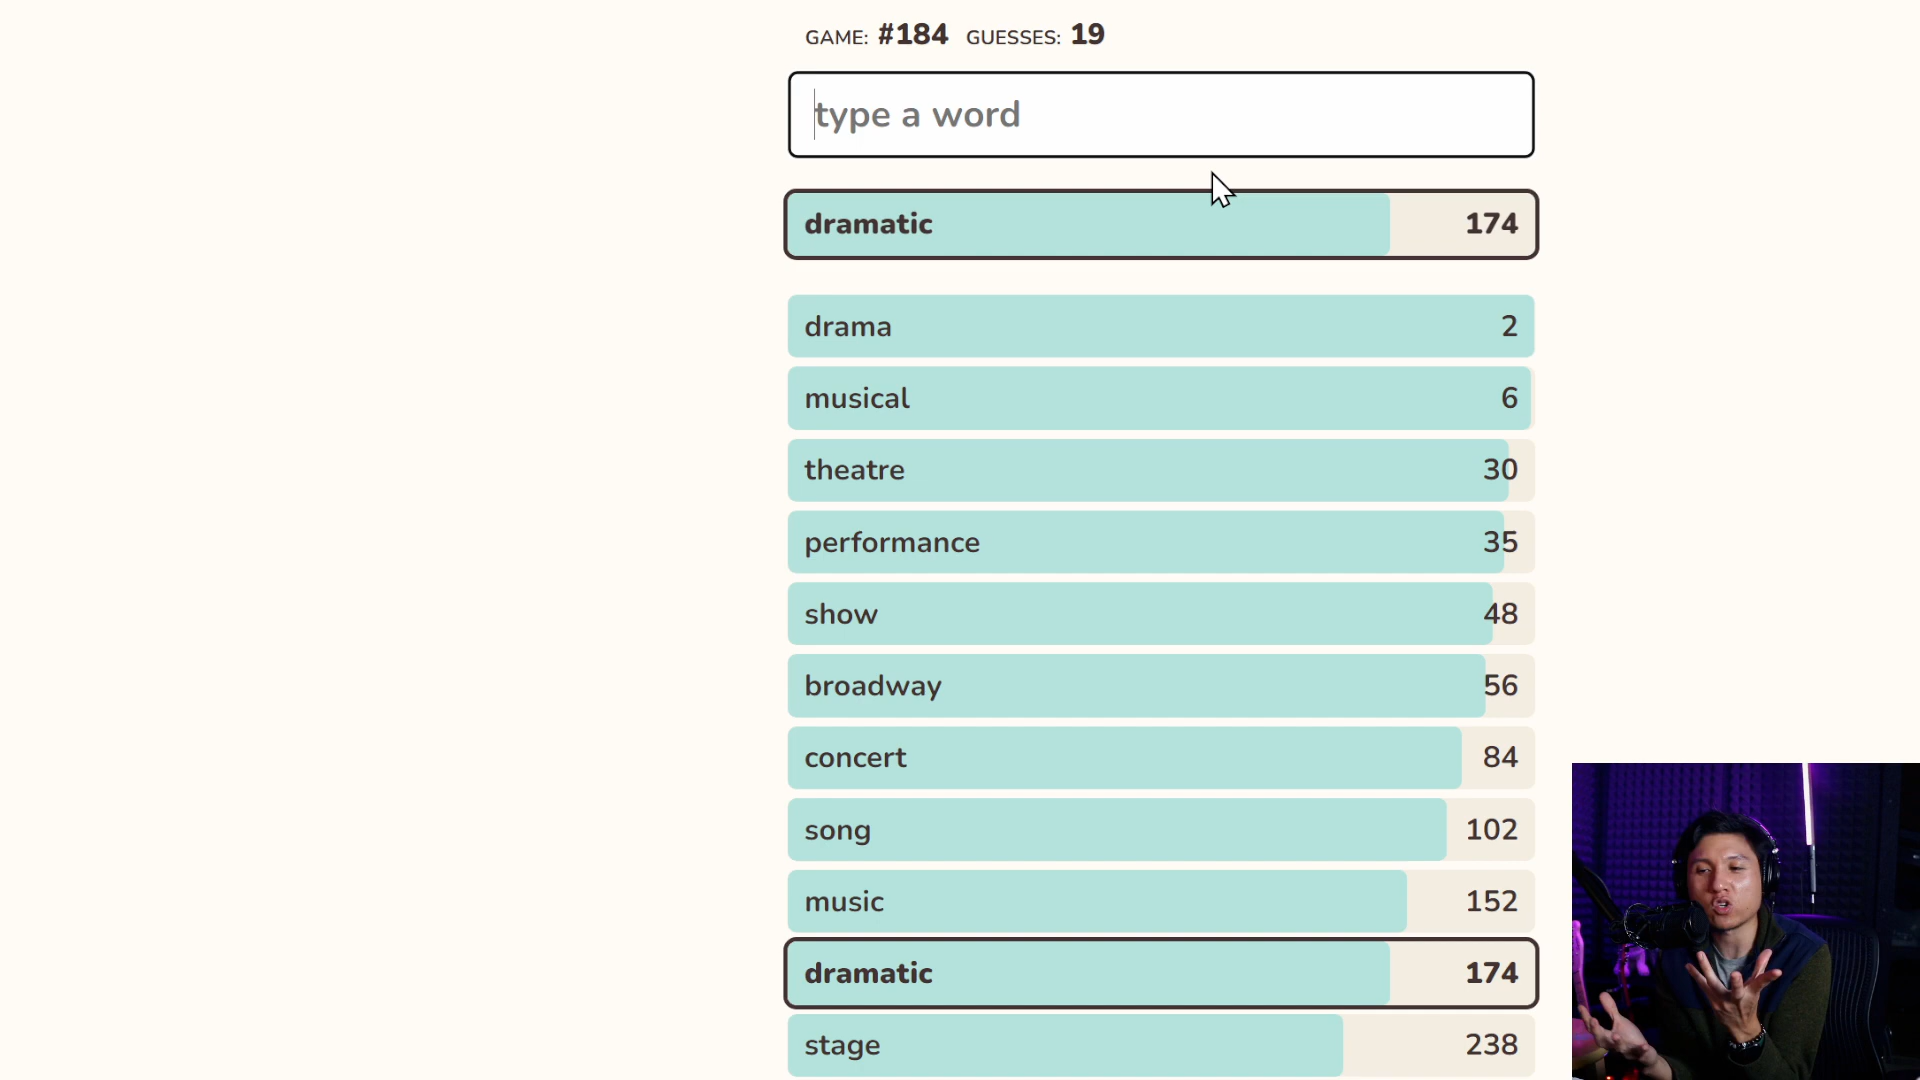 GAME: #184 GUESSES: 19
type a word
dramatic 174
drama 2
musical 6
theatre 30
performance 35
show 48
broadway 56
concert 84
song 102
music 152
dramatic 174
stage 238